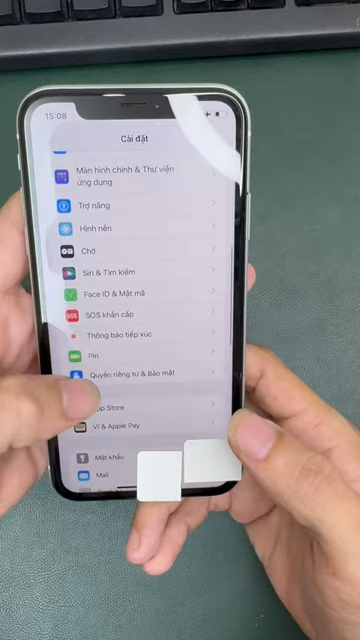 15:08
Cài đặt
Màn hình chính & Thư viện
ứng dụng
Trợ năng
Hình nền
Chờ
Siri & Tìm kiếm
Face ID & Mật mã
SOS
SOS khẩn cấp
Thông báo tiếp xúc
Pin
Quyền riêng tư & Bảo mật
pp Store
Ví & Apple Pay
Mật khẩu
Mail